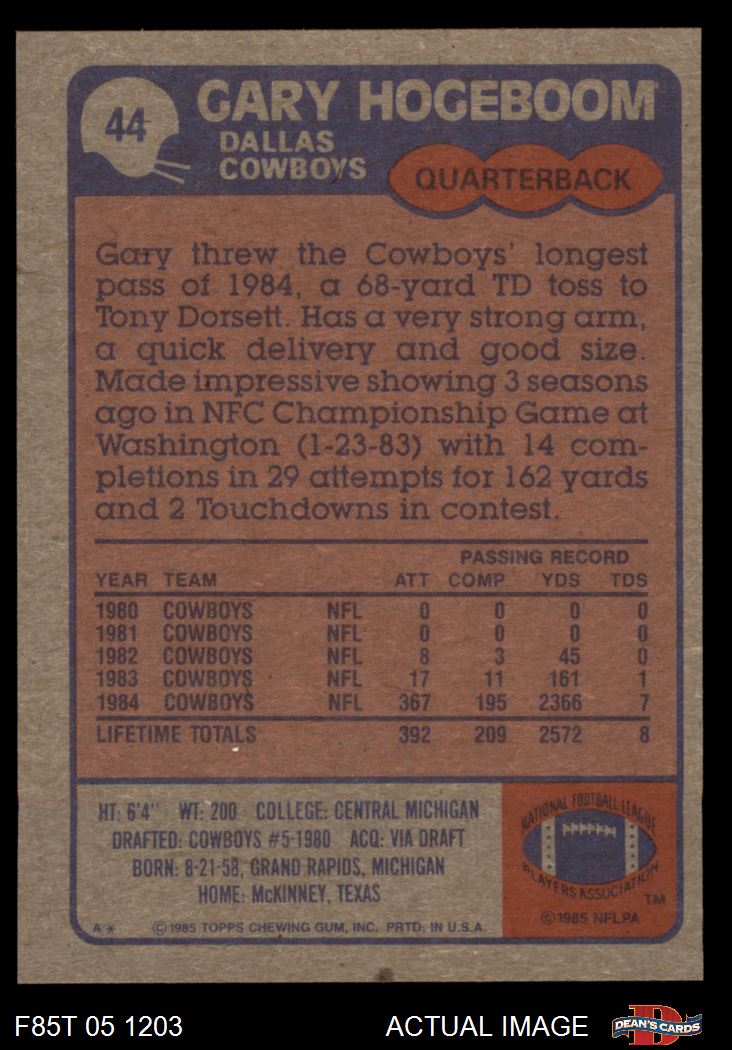 44
GARY HOGEBOOM
DALLAS
COWBOYS
QUARTERBACK
Gary threw the Cowboys' longest
pass of 1984, a 68-yard TD toss to
Tony Dorsett. Has a very strong arm,
a quick delivery and good size.
Made impressive showing 3 seasons
ago in NFC Championship Game at
Washington (1-23-83) with 14 com-
pletions in 29 attempts for 162 yards
and 2 Touchdowns in contest.
PASSING RECORD
YEAR TEAM ATT COMP YDS TDS
1980 COWBOYS NFL 0 0 0 0
1981 COWBOYS NFL 0 0 0 0
1982 COWBOYS NFL 8 3 45 0
1983 COWBOYS NFL 17 11 161 1
1984 COWBOYS NFL 367 195 2366 7
LIFETIME TOTALS 392 209 2572 8
HT: 6'4" WT: 200 COLLEGE: CENTRAL MICHIGAN
DRAFTED: COWBOYS #5-1980 ACQ: VIA DRAFT
BORN: 8-21-58, GRAND RAPIDS, MICHIGAN
HOME: McKINNEY, TEXAS
A* ©1985 TOPPS CHEWING GUM, INC. PRTD. IN U.S.A.
NATIONAL FOOTBALL LEAGUE
PLAYERS ASSOCIATION
TM
©1985 NFLPA
F85T 05 1203
ACTUAL IMAGE
D
DEAN'S CARDS